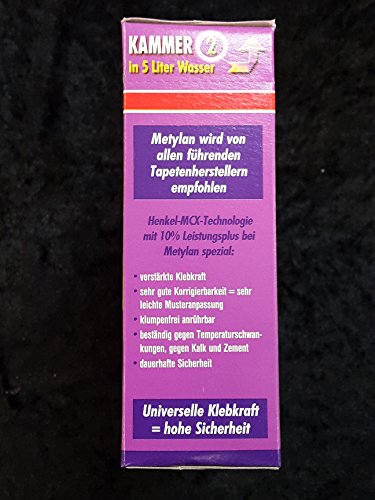 KAMMER 2
in 5 Liter Wasser
Metylan wird von
allen führenden
Tapetenherstellern
empfohlen
Henkel-MCX-Technologie
mit 10% Leistungsplus bei
Metylan spezial:
• verstärkte Klebkraft
• sehr gute Korrigierbarkeit = sehr
leichte Musteranpassung
• klumpenfrei anrührbar
• beständig gegen Temperaturschwan-
kungen, gegen Kalk und Zement
• dauerhafte Sicherheit
Universelle Klebkraft
= hohe Sicherheit